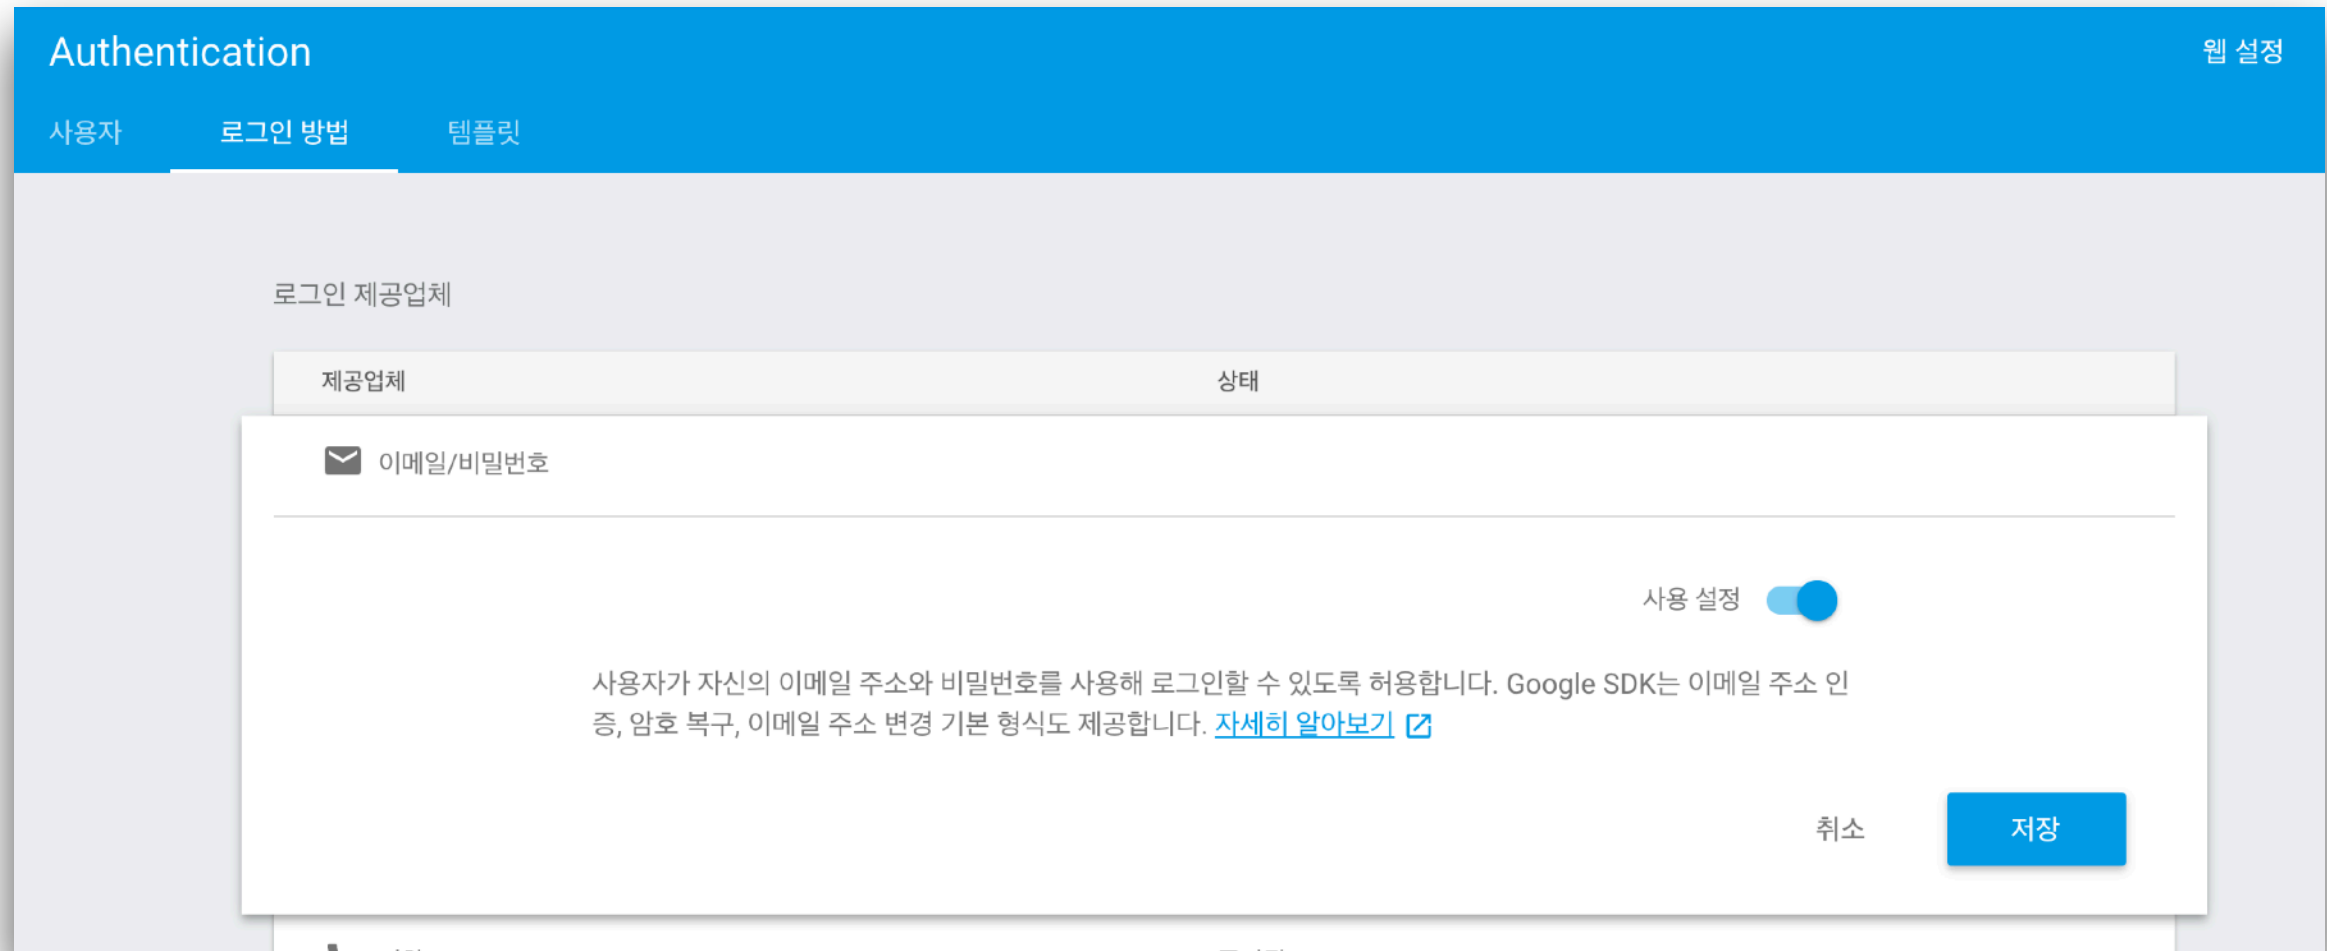 Authentication
웹 설정
사용자 로그인 방법 템플릿
로그인 제공업체
제공업체 상태
이메일/비밀번호
사용 설정
사용자가 자신의 이메일 주소와 비밀번호를 사용해 로그인할 수 있도록 허용합니다. Google SDK는 이메일 주소 인
증, 암호 복구, 이메일 주소 변경 기본 형식도 제공합니다. 자세히 알아보기
취소 저장